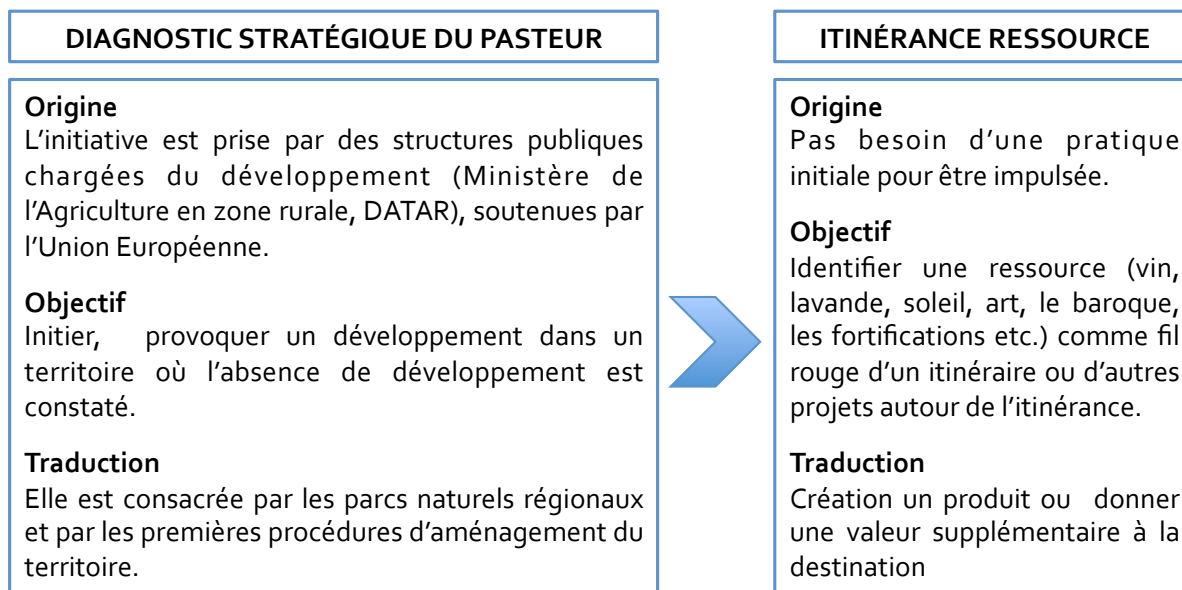 DIAGNOSTIC STRATÉGIQUE DU PASTEUR
Origine
L'initiative est prise par des structures publiques
chargées du développement (Ministère de
l'Agriculture en zone rurale, DATAR), soutenues par
l'Union Européenne.
Objectif
Initier, provoquer un développement dans un
territoire où l'absence de développement est
constaté.
Traduction
Elle est consacrée par les parcs naturels régionaux
et par les premières procédures d'aménagement du
territoire.
ITINÉRANCE RESSOURCE
Origine
Pas besoin d'une pratique
initiale pour être impulsée.
Objectif
Identifier une ressource (vin,
lavande, soleil, art, le baroque,
les fortifications etc.) comme fil
rouge d'un itinéraire ou d'autres
projets autour de l'itinérance.
Traduction
Création un produit ou donner
une valeur supplémentaire à la
destination